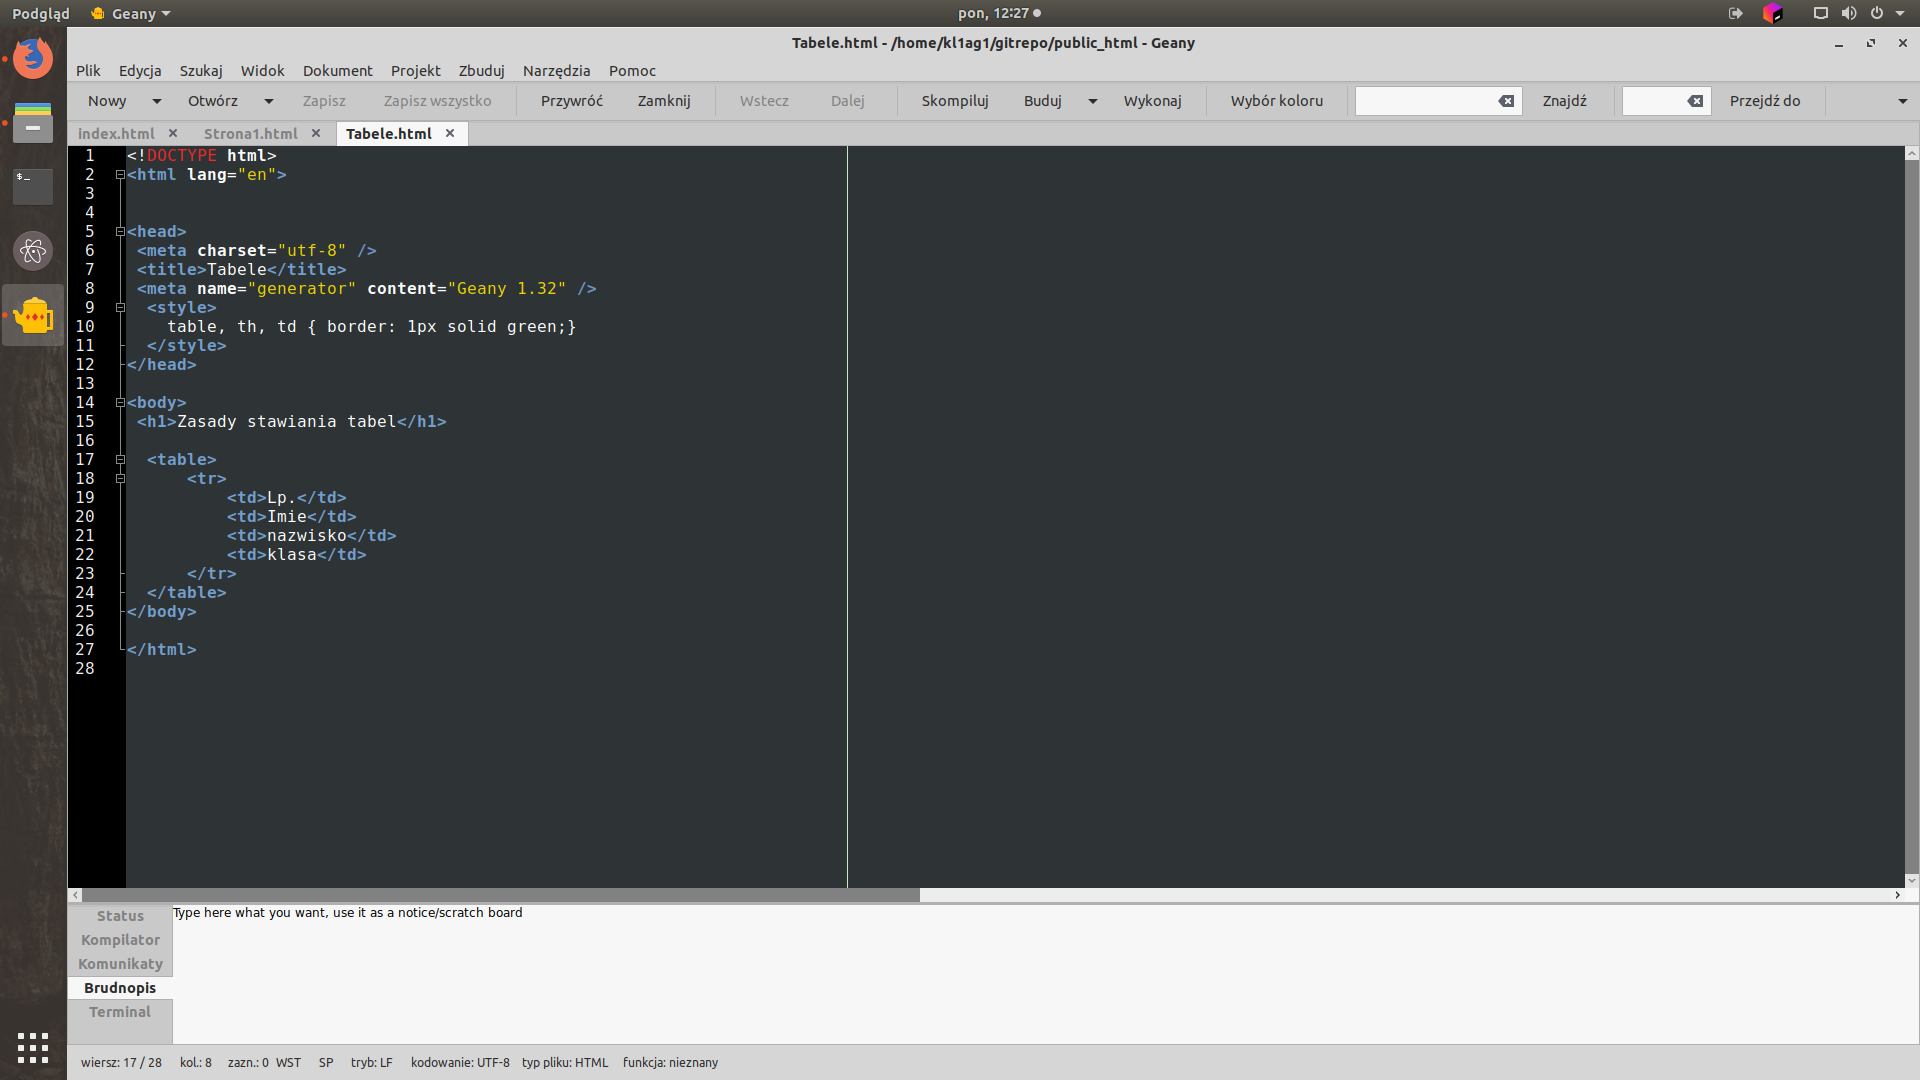 Podgląd Geany pon, 12:27
Tabele.html - /home/kl1ag1/gitrepo/public_html - Geany
Plik Edycja Szukaj Widok Dokument Projekt Zbuduj Narzędzia Pomoc
Nowy Otwórz Zapisz Zapisz wszystko Przywróć Zamknij Wstecz Dalej Skompiluj Buduj Wykonaj Wybór koloru Znajdź Przejdź do
index.html Strona1.html Tabele.html
1 <!DOCTYPE html>
2 <html lang="en">
3
4
5 <head>
6 <meta charset="utf-8" />
7 <title>Tabele</title>
8 <meta name="generator" content="Geany 1.32" />
9 <style>
10 table, th, td { border: 1px solid green;}
11 </style>
12 </head>
13
14 <body>
15 <h1>Zasady stawiania tabel</h1>
16
17 <table>
18 <tr>
19 <td>Lp.</td>
20 <td>Imie</td>
21 <td>nazwisko</td>
22 <td>klasa</td>
23 </tr>
24 </table>
25 </body>
26
27 </html>
28
Status
Kompilator
Komunikaty
Brudnopis
Terminal
Type here what you want, use it as a notice/scratch board
wiersz: 17 / 28 kol.: 8 zazn.: 0 WST SP tryb: LF kodowanie: UTF-8 typ pliku: HTML funkcja: nieznany
$_